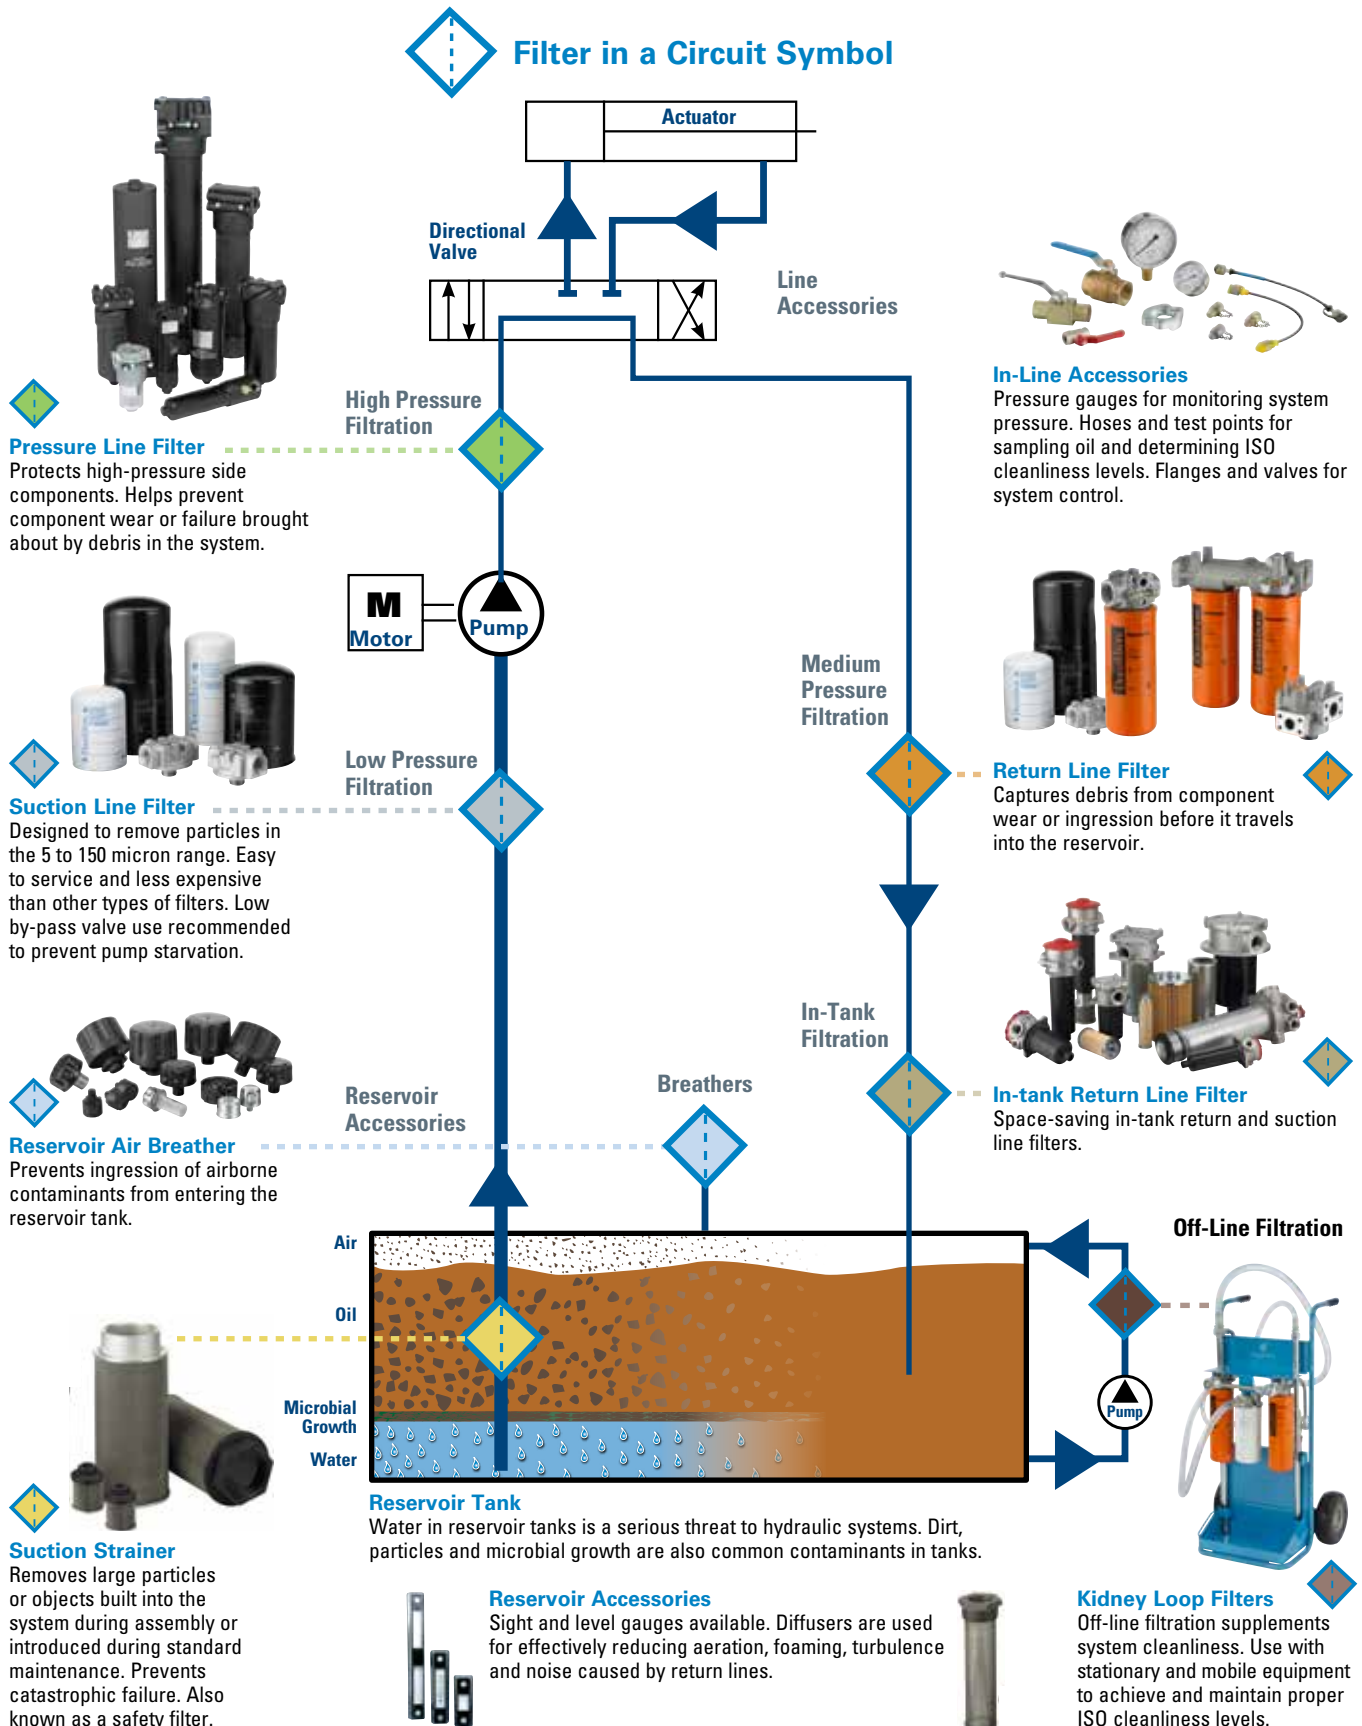 Filter in a Circuit Symbol
Actuator
Directional
Valve
Line
Accessories
High Pressure
Filtration
Pressure Line Filter
Protects high-pressure side
components. Helps prevent
component wear or failure brought
about by debris in the system.
In-Line Accessories
Pressure gauges for monitoring system
pressure. Hoses and test points for
sampling oil and determining ISO
cleanliness levels. Flanges and valves for
system control.
M
Motor
Pump
Medium
Pressure
Filtration
Low Pressure
Filtration
Suction Line Filter
Designed to remove particles in
the 5 to 150 micron range. Easy
to service and less expensive
than other types of filters. Low
by-pass valve use recommended
to prevent pump starvation.
Return Line Filter
Captures debris from component
wear or ingression before it travels
into the reservoir.
In-Tank
Filtration
Breathers
Reservoir
Accessories
Reservoir Air Breather
Prevents ingression of airborne
contaminants from entering the
reservoir tank.
In-tank Return Line Filter
Space-saving in-tank return and suction
line filters.
Off-Line Filtration
Air
Oil
Microbial
Growth
Water
Pump
Reservoir Tank
Water in reservoir tanks is a serious threat to hydraulic systems. Dirt,
particles and microbial growth are also common contaminants in tanks.
Suction Strainer
Removes large particles
or objects built into the
system during assembly or
introduced during standard
maintenance. Prevents
catastrophic failure. Also
known as a safety filter.
Reservoir Accessories
Sight and level gauges available. Diffusers are used
for effectively reducing aeration, foaming, turbulence
and noise caused by return lines.
Kidney Loop Filters
Off-line filtration supplements
system cleanliness. Use with
stationary and mobile equipment
to achieve and maintain proper
ISO cleanliness levels.